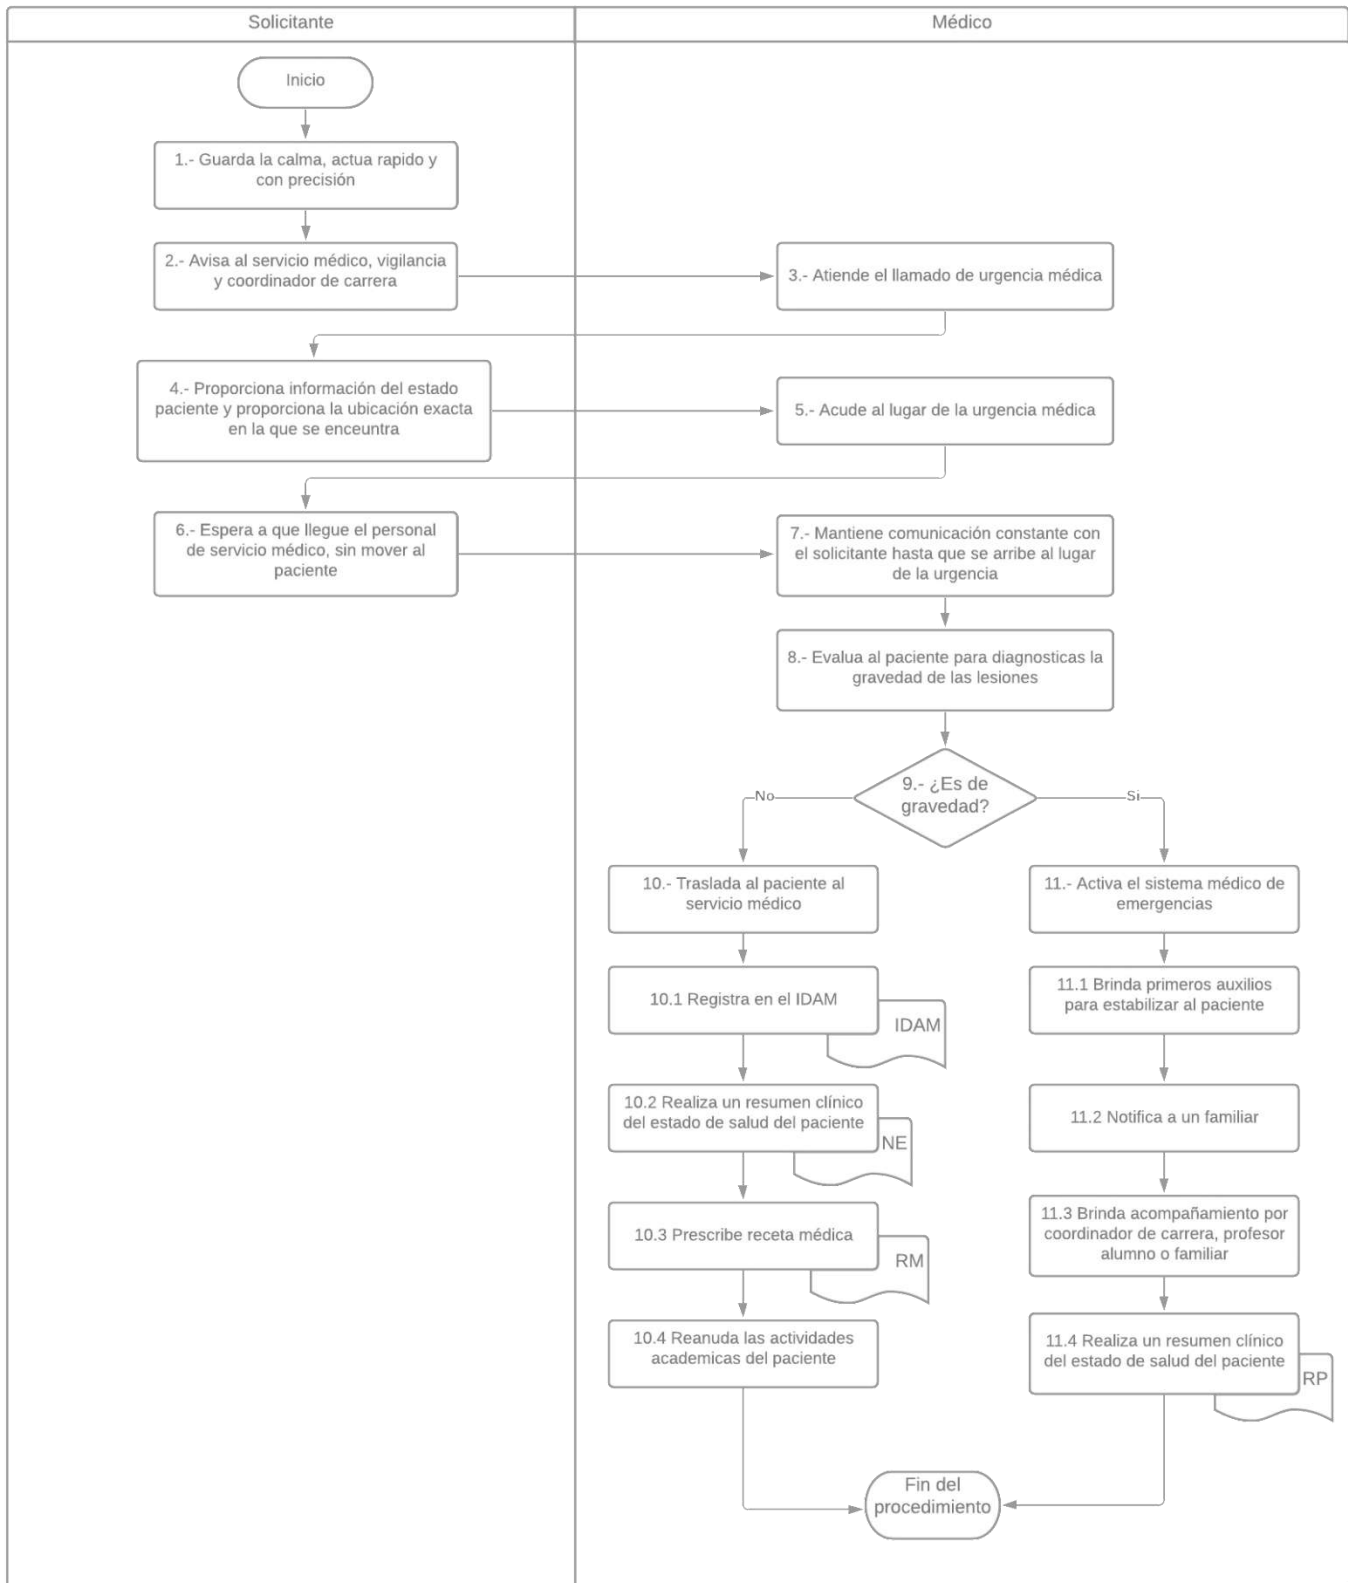 Solicitante
Médico
Inicio
1.- Guarda la calma, actua rapido y
con precisión
2.- Avisa al servicio médico, vigilancia
y coordinador de carrera
3.- Atiende el llamado de urgencia médica
4.- Proporciona información del estado
paciente y proporciona la ubicación exacta
en la que se enceuntra
5.- Acude al lugar de la urgencia médica
6.- Espera a que llegue el personal
de servicio médico, sin mover al
paciente
7.- Mantiene comunicación constante con
el solicitante hasta que se arribe al lugar
de la urgencia
8.- Evalua al paciente para diagnosticas la
gravedad de las lesiones
9.- ¿Es de
gravedad?
No
Si
10.- Traslada al paciente al
servicio médico
10.1 Registra en el IDAM
IDAM
10.2 Realiza un resumen clínico
del estado de salud del paciente
NE
10.3 Prescribe receta médica
RM
10.4 Reanuda las actividades
academicas del paciente
11.- Activa el sistema médico de
emergencias
11.1 Brinda primeros auxilios
para estabilizar al paciente
11.2 Notifica a un familiar
11.3 Brinda acompañamiento por
coordinador de carrera, profesor
alumno o familiar
11.4 Realiza un resumen clínico
del estado de salud del paciente
RP
Fin del
procedimiento